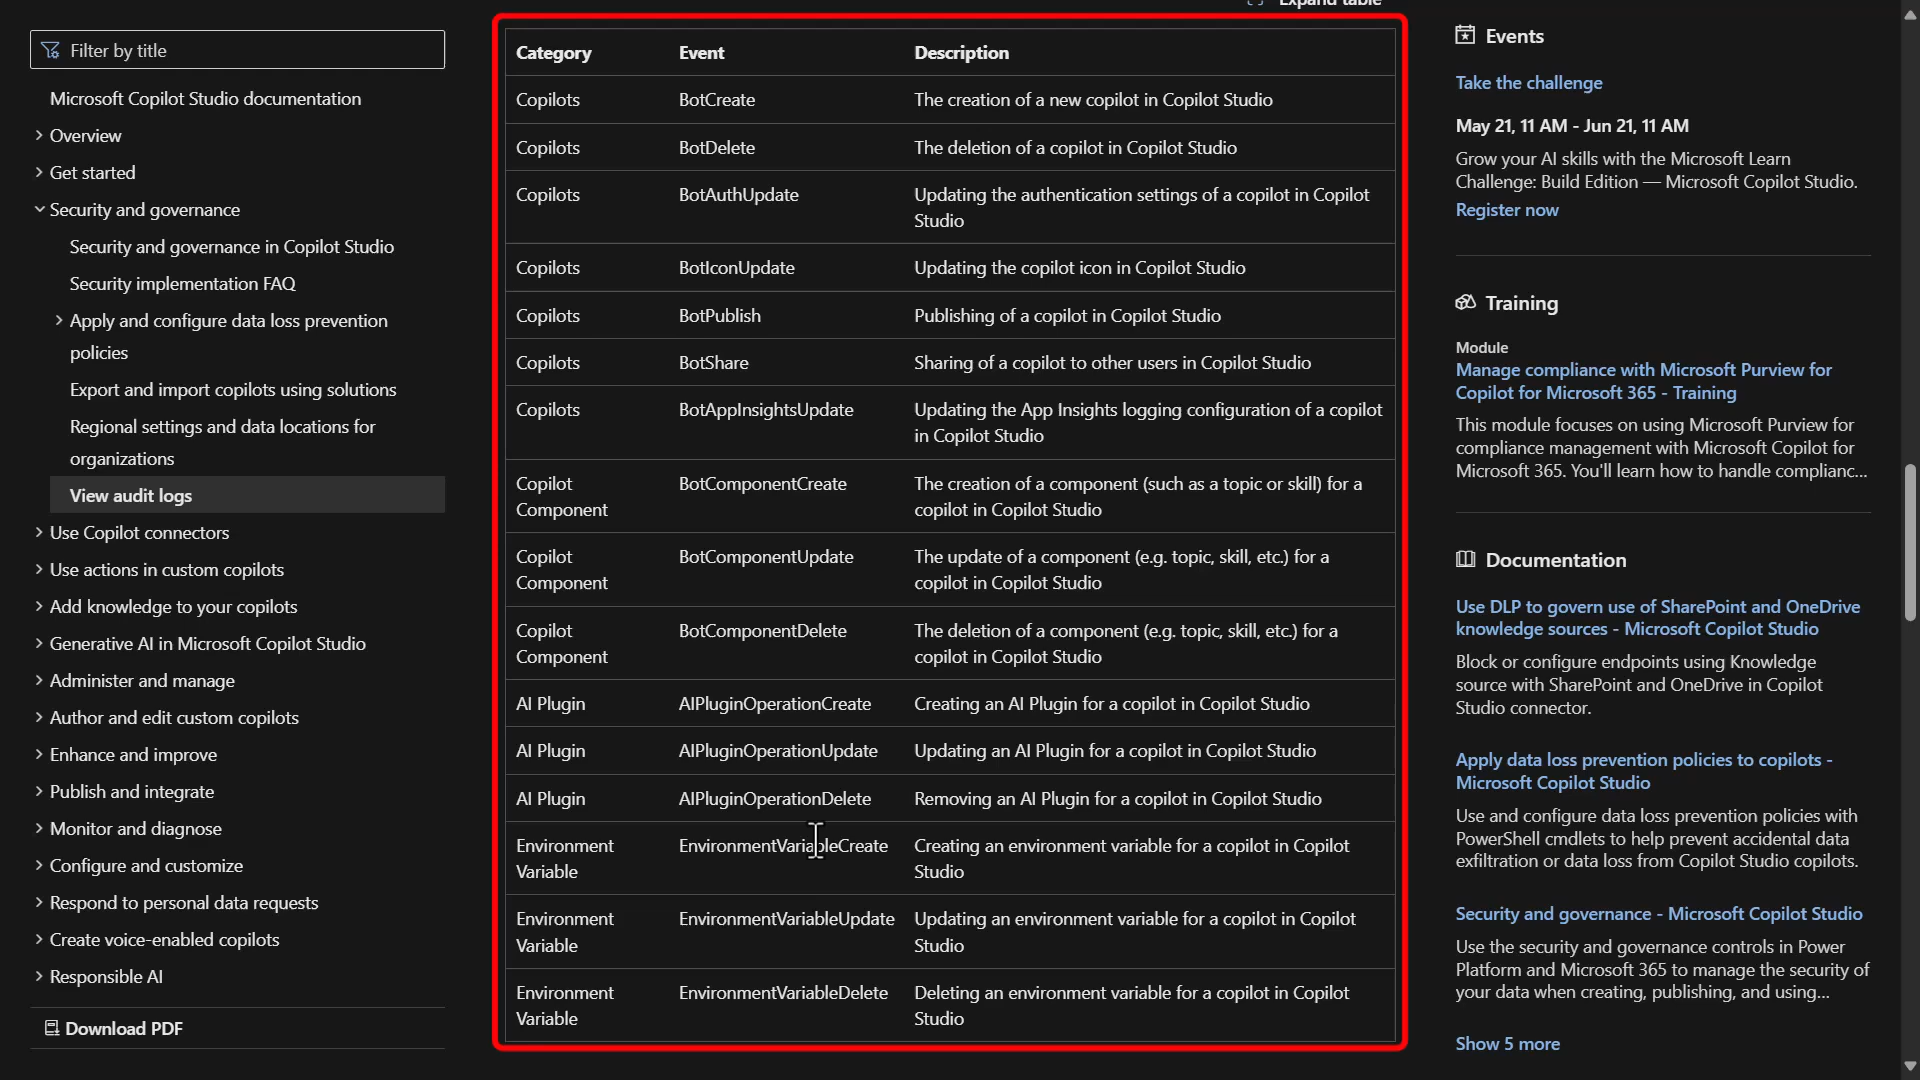 Filter by title
Microsoft Copilot Studio documentation
Overview
Get started
Security and governance
Security and governance in Copilot Studio
Security implementation FAQ
Apply and configure data loss prevention
policies
Export and import copilots using solutions
Regional settings and data locations for
organizations
View audit logs
Use Copilot connectors
Use actions in custom copilots
Add knowledge to your copilots
Generative AI in Microsoft Copilot Studio
Administer and manage
Author and edit custom copilots
Enhance and improve
Publish and integrate
Monitor and diagnose
Configure and customize
Respond to personal data requests
Create voice-enabled copilots
Responsible AI
Download PDF
Expand table
Category Event Description
Copilots BotCreate The creation of a new copilot in Copilot Studio
Copilots BotDelete The deletion of a copilot in Copilot Studio
Copilots BotAuthUpdate Updating the authentication settings of a copilot in Copilot
Studio
Copilots BotIconUpdate Updating the copilot icon in Copilot Studio
Copilots BotPublish Publishing of a copilot in Copilot Studio
Copilots BotShare Sharing of a copilot to other users in Copilot Studio
Copilots BotAppInsightsUpdate Updating the App Insights logging configuration of a copilot
in Copilot Studio
Copilot BotComponentCreate The creation of a component (such as a topic or skill) for a
Component copilot in Copilot Studio
Copilot BotComponentUpdate The update of a component (e.g. topic, skill, etc.) for a
Component copilot in Copilot Studio
Copilot BotComponentDelete The deletion of a component (e.g. topic, skill, etc.) for a
Component copilot in Copilot Studio
AI Plugin AIPluginOperationCreate Creating an AI Plugin for a copilot in Copilot Studio
AI Plugin AIPluginOperationUpdate Updating an AI Plugin for a copilot in Copilot Studio
AI Plugin AIPluginOperationDelete Removing an AI Plugin for a copilot in Copilot Studio
Environment EnvironmentVariableCreate Creating an environment variable for a copilot in Copilot
Variable Studio
Environment EnvironmentVariableUpdate Updating an environment variable for a copilot in Copilot
Variable Studio
Environment EnvironmentVariableDelete Deleting an environment variable for a copilot in Copilot
Variable Studio
Events
Take the challenge
May 21, 11 AM - Jun 21, 11 AM
Grow your AI skills with the Microsoft Learn
Challenge: Build Edition — Microsoft Copilot Studio.
Register now
Training
Module
Manage compliance with Microsoft Purview for
Copilot for Microsoft 365 - Training
This module focuses on using Microsoft Purview for
compliance management with Microsoft Copilot for
Microsoft 365. You'll learn how to handle complianc...
Documentation
Use DLP to govern use of SharePoint and OneDrive
knowledge sources - Microsoft Copilot Studio
Block or configure endpoints using Knowledge
source with SharePoint and OneDrive in Copilot
Studio connector.
Apply data loss prevention policies to copilots -
Microsoft Copilot Studio
Use and configure data loss prevention policies with
PowerShell cmdlets to help prevent accidental data
exfiltration or data loss from Copilot Studio copilots.
Security and governance - Microsoft Copilot Studio
Use the security and governance controls in Power
Platform and Microsoft 365 to manage the security of
your data when creating, publishing, and using...
Show 5 more